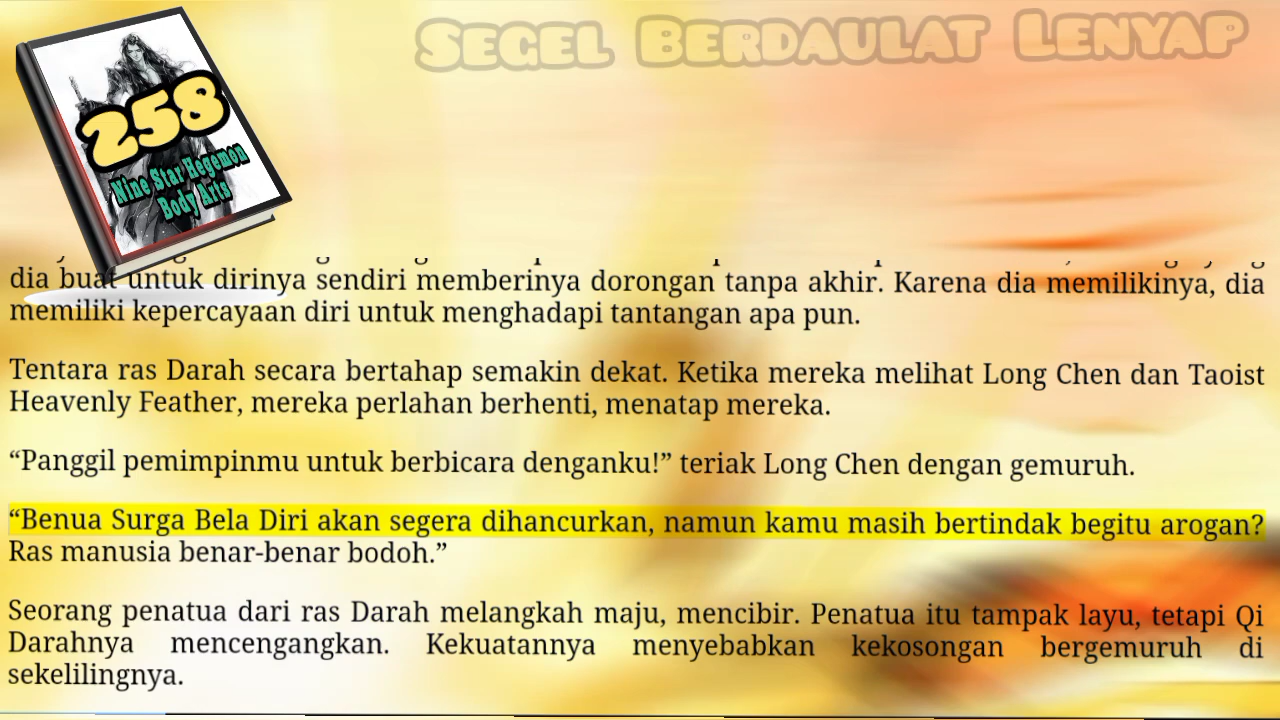 Segel Berdaulat Lenyap
258
Nine Star Hegemon
Body Arts
dia buat untuk dirinya sendiri memberinya dorongan tanpa akhir. Karena dia memilikinya, dia
memiliki kepercayaan diri untuk menghadapi tantangan apa pun.
Tentara ras Darah secara bertahap semakin dekat. Ketika mereka melihat Long Chen dan Taoist
Heavenly Feather, mereka perlahan berhenti, menatap mereka.
“Panggil pemimpinmu untuk berbicara denganku!” teriak Long Chen dengan gemuruh.
“Benua Surga Bela Diri akan segera dihancurkan, namun kamu masih bertindak begitu arogan?
Ras manusia benar-benar bodoh.”
Seorang penatua dari ras Darah melangkah maju, mencibir. Penatua itu tampak layu, tetapi Qi
Darahnya mencengangkan. Kekuatannya menyebabkan kekosongan bergemuruh di
sekelilingnya.